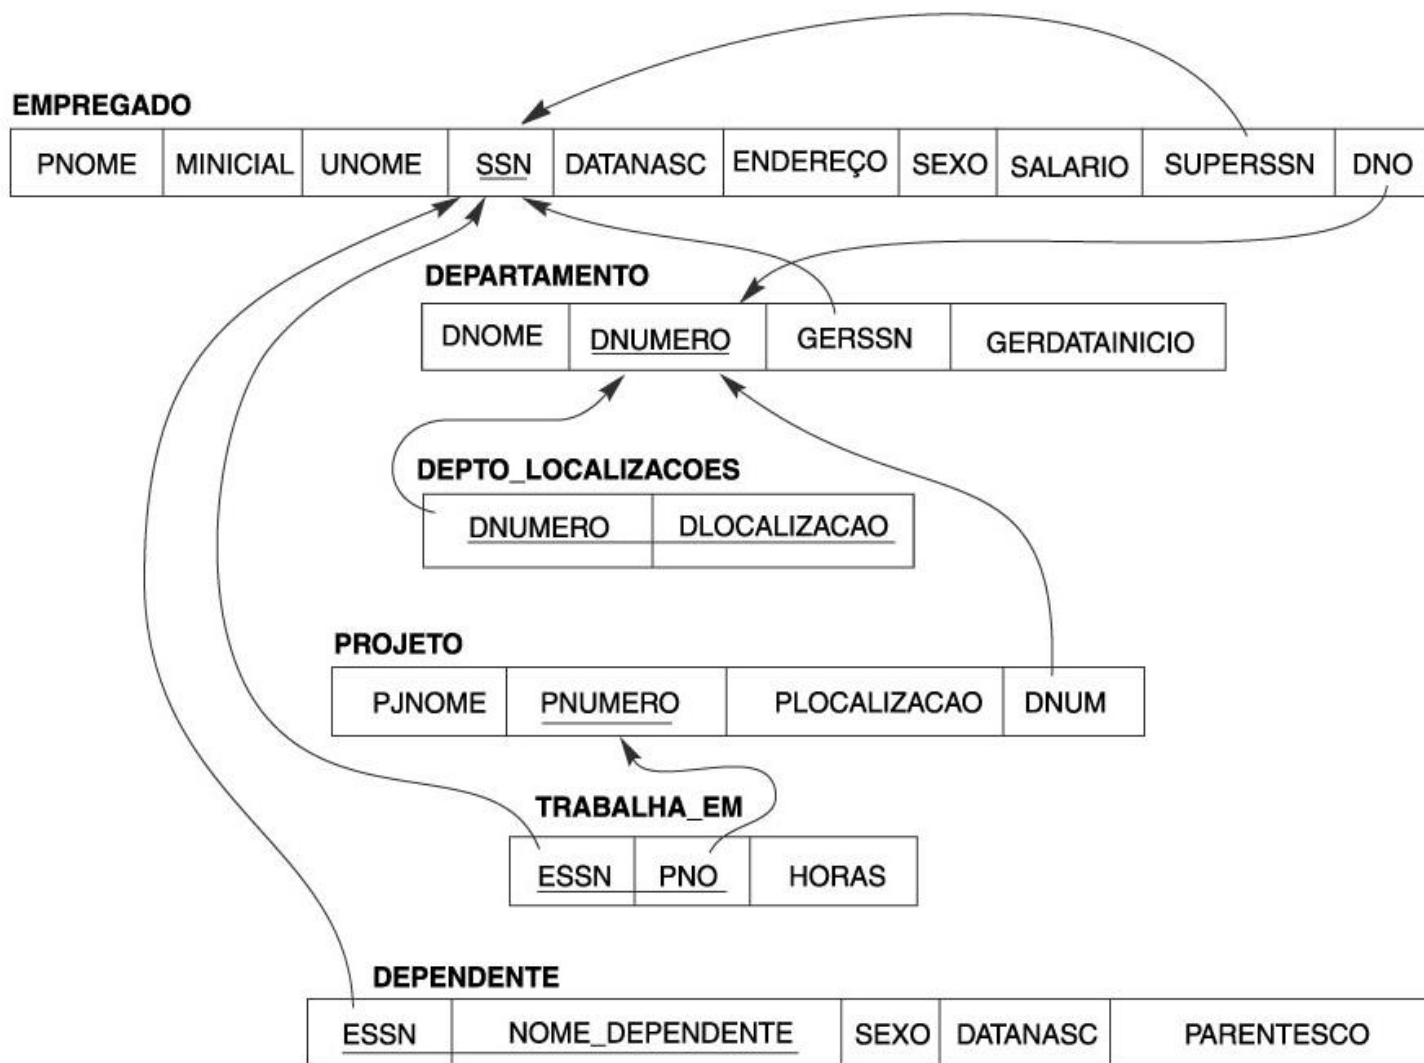 EMPREGADO
PNOME MINICIAL UNOME SSN DATANASC ENDEREÇO SEXO SALARIO SUPERSSN DNO
DEPARTAMENTO
DNOME DNUMERO GERSSN GERDATAINICIO
DEPTO_LOCALIZACOES
DNUMERO DLOCALIZACAO
PROJETO
PJNOME PNUMERO PLOCALIZACAO DNUM
TRABALHA_EM
ESSN PNO HORAS
DEPENDENTE
ESSN NOME_DEPENDENTE SEXO DATANASC PARENTESCO